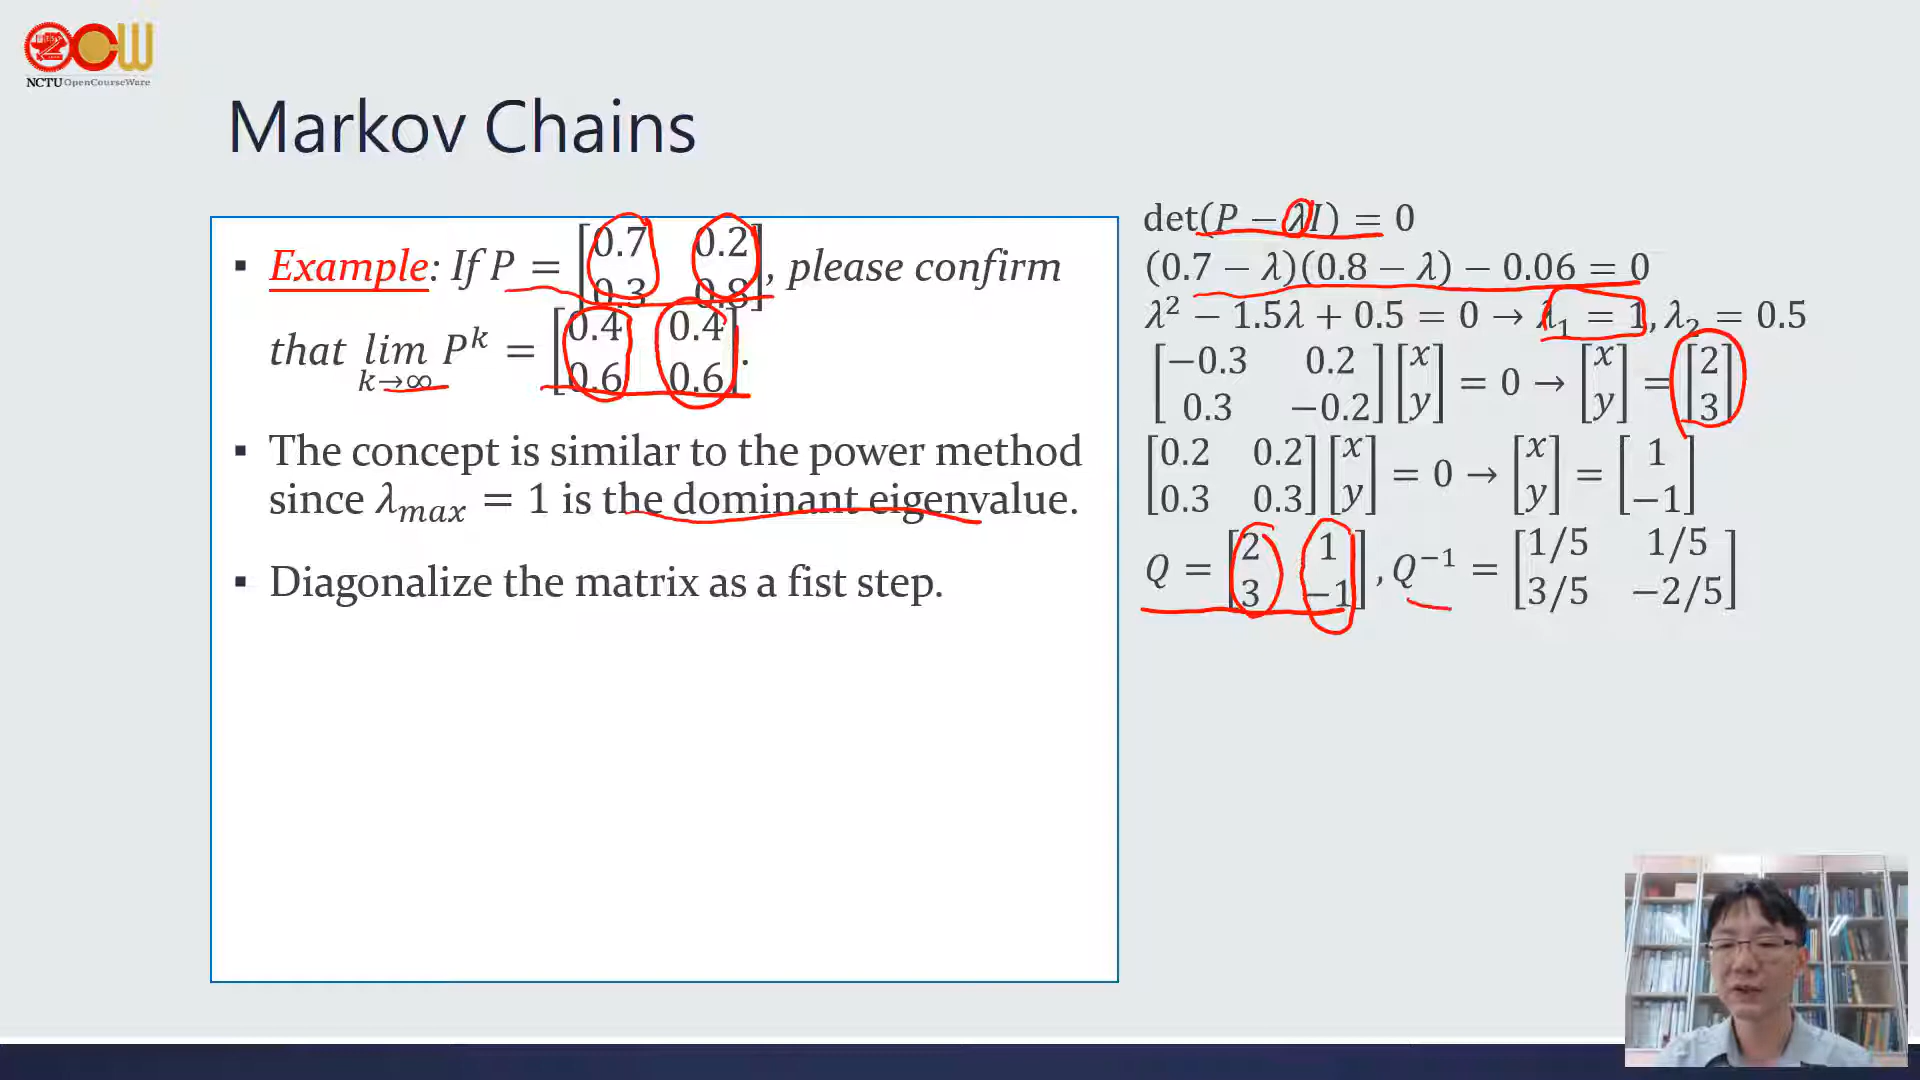 NCTU OpenCourseWare
Markov Chains
▪ Example: If P = [0.7 0.2; 0.3 0.8], please confirm
that lim_{k→∞} P^k = [0.4 0.4; 0.6 0.6].
▪ The concept is similar to the power method
since λ_max = 1 is the dominant eigenvalue.
▪ Diagonalize the matrix as a fist step.
det(P − λI) = 0
(0.7 − λ)(0.8 − λ) − 0.06 = 0
λ² − 1.5λ + 0.5 = 0 → λ₁ = 1, λ₂ = 0.5
[−0.3 0.2; 0.3 −0.2][x; y] = 0 → [x; y] = [2; 3]
[0.2 0.2; 0.3 0.3][x; y] = 0 → [x; y] = [1; −1]
Q = [2 1; 3 −1], Q⁻¹ = [1/5 1/5; 3/5 −2/5]